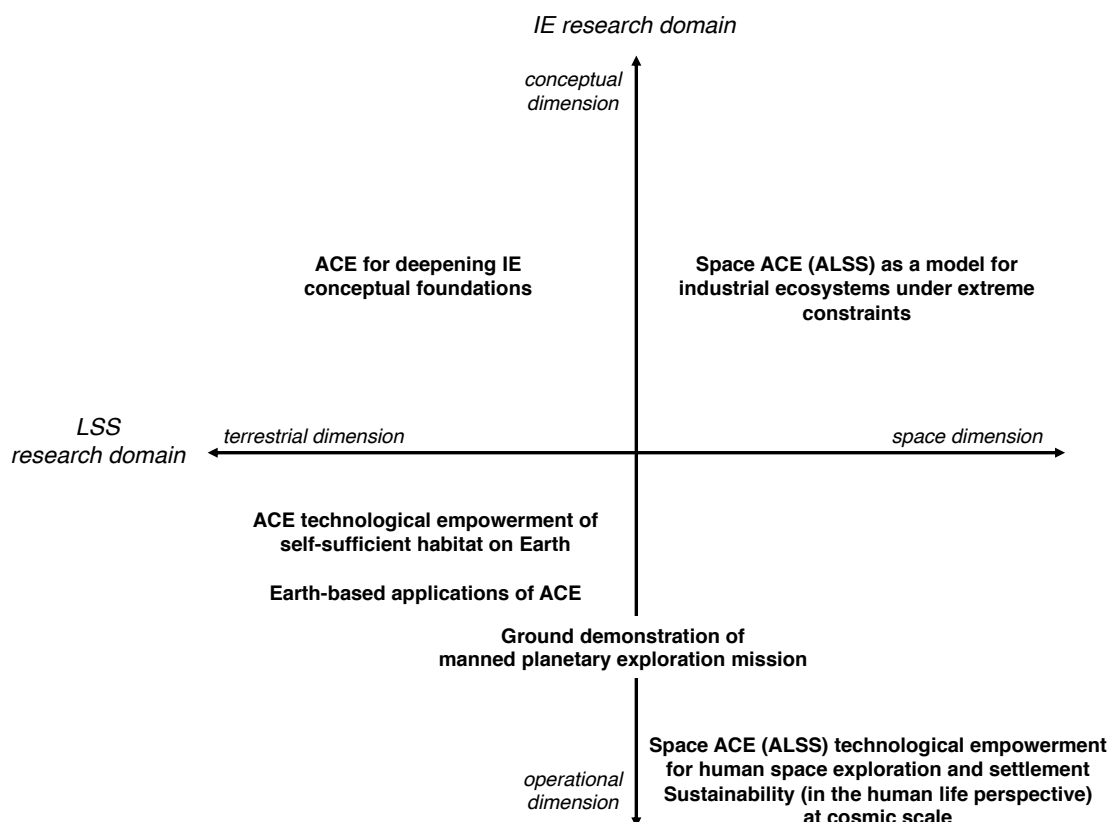 IE research domain
conceptual
dimension
ACE for deepening IE
conceptual foundations
Space ACE (ALSS) as a model for
industrial ecosystems under extreme
constraints
LSS
research domain
terrestrial dimension
space dimension
ACE technological empowerment of
self-sufficient habitat on Earth
Earth-based applications of ACE
Ground demonstration of
manned planetary exploration mission
operational
dimension
Space ACE (ALSS) technological empowerment
for human space exploration and settlement
Sustainability (in the human life perspective)
at cosmic scale